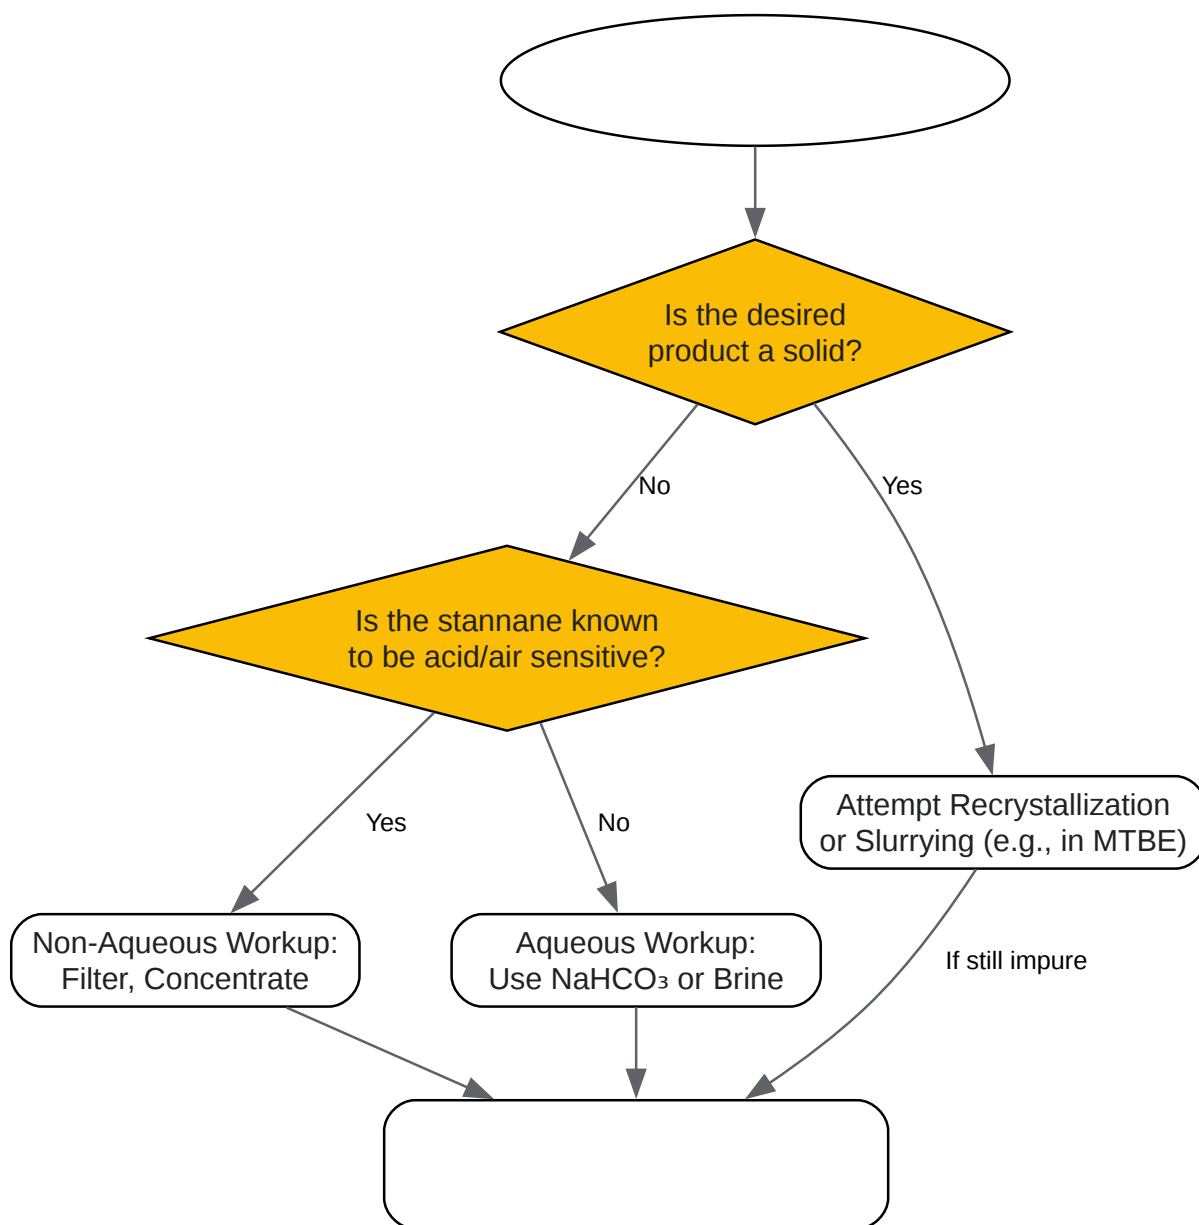 Is the desired
product a solid?
No
Yes
Is the stannane known
to be acid/air sensitive?
Yes
No
Attempt Recrystallization
or Slurrying (e.g., in MTBE)
Non-Aqueous Workup:
Filter, Concentrate
Aqueous Workup:
Use NaHCO₃ or Brine
If still impure